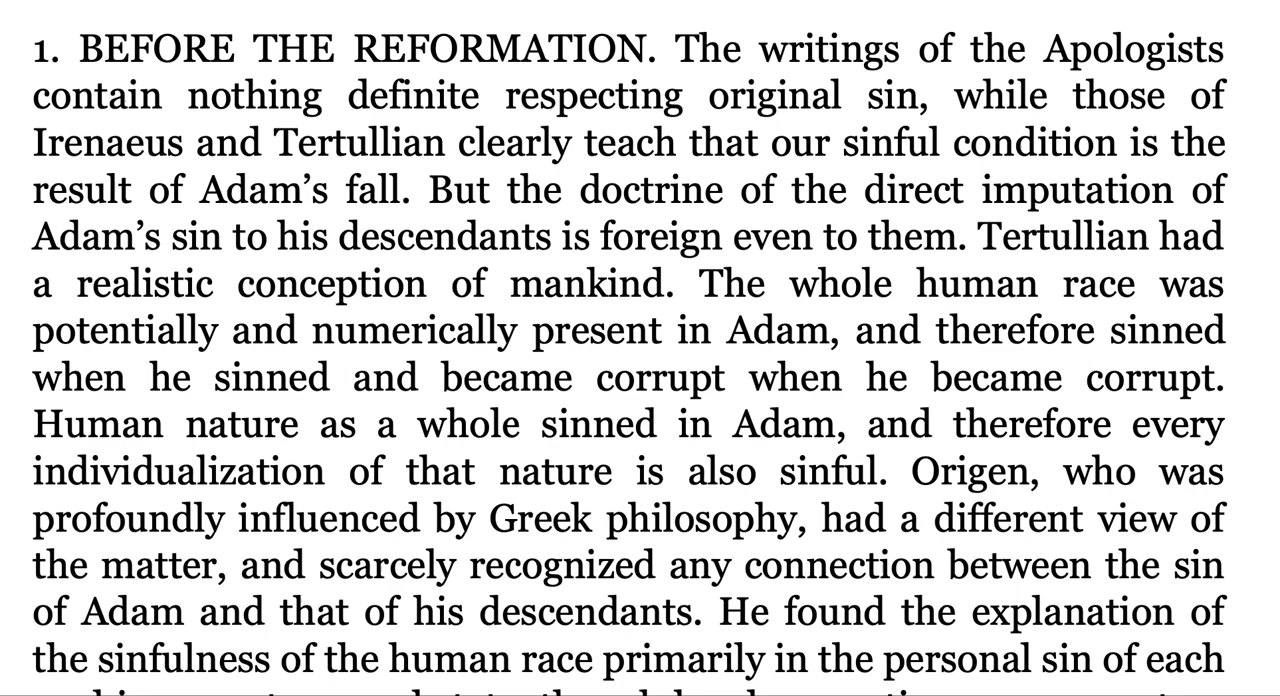 1. BEFORE THE REFORMATION. The writings of the Apologists
contain nothing definite respecting original sin, while those of
Irenaeus and Tertullian clearly teach that our sinful condition is the
result of Adam’s fall. But the doctrine of the direct imputation of
Adam’s sin to his descendants is foreign even to them. Tertullian had
a realistic conception of mankind. The whole human race was
potentially and numerically present in Adam, and therefore sinned
when he sinned and became corrupt when he became corrupt.
Human nature as a whole sinned in Adam, and therefore every
individualization of that nature is also sinful. Origen, who was
profoundly influenced by Greek philosophy, had a different view of
the matter, and scarcely recognized any connection between the sin
of Adam and that of his descendants. He found the explanation of
the sinfulness of the human race primarily in the personal sin of each